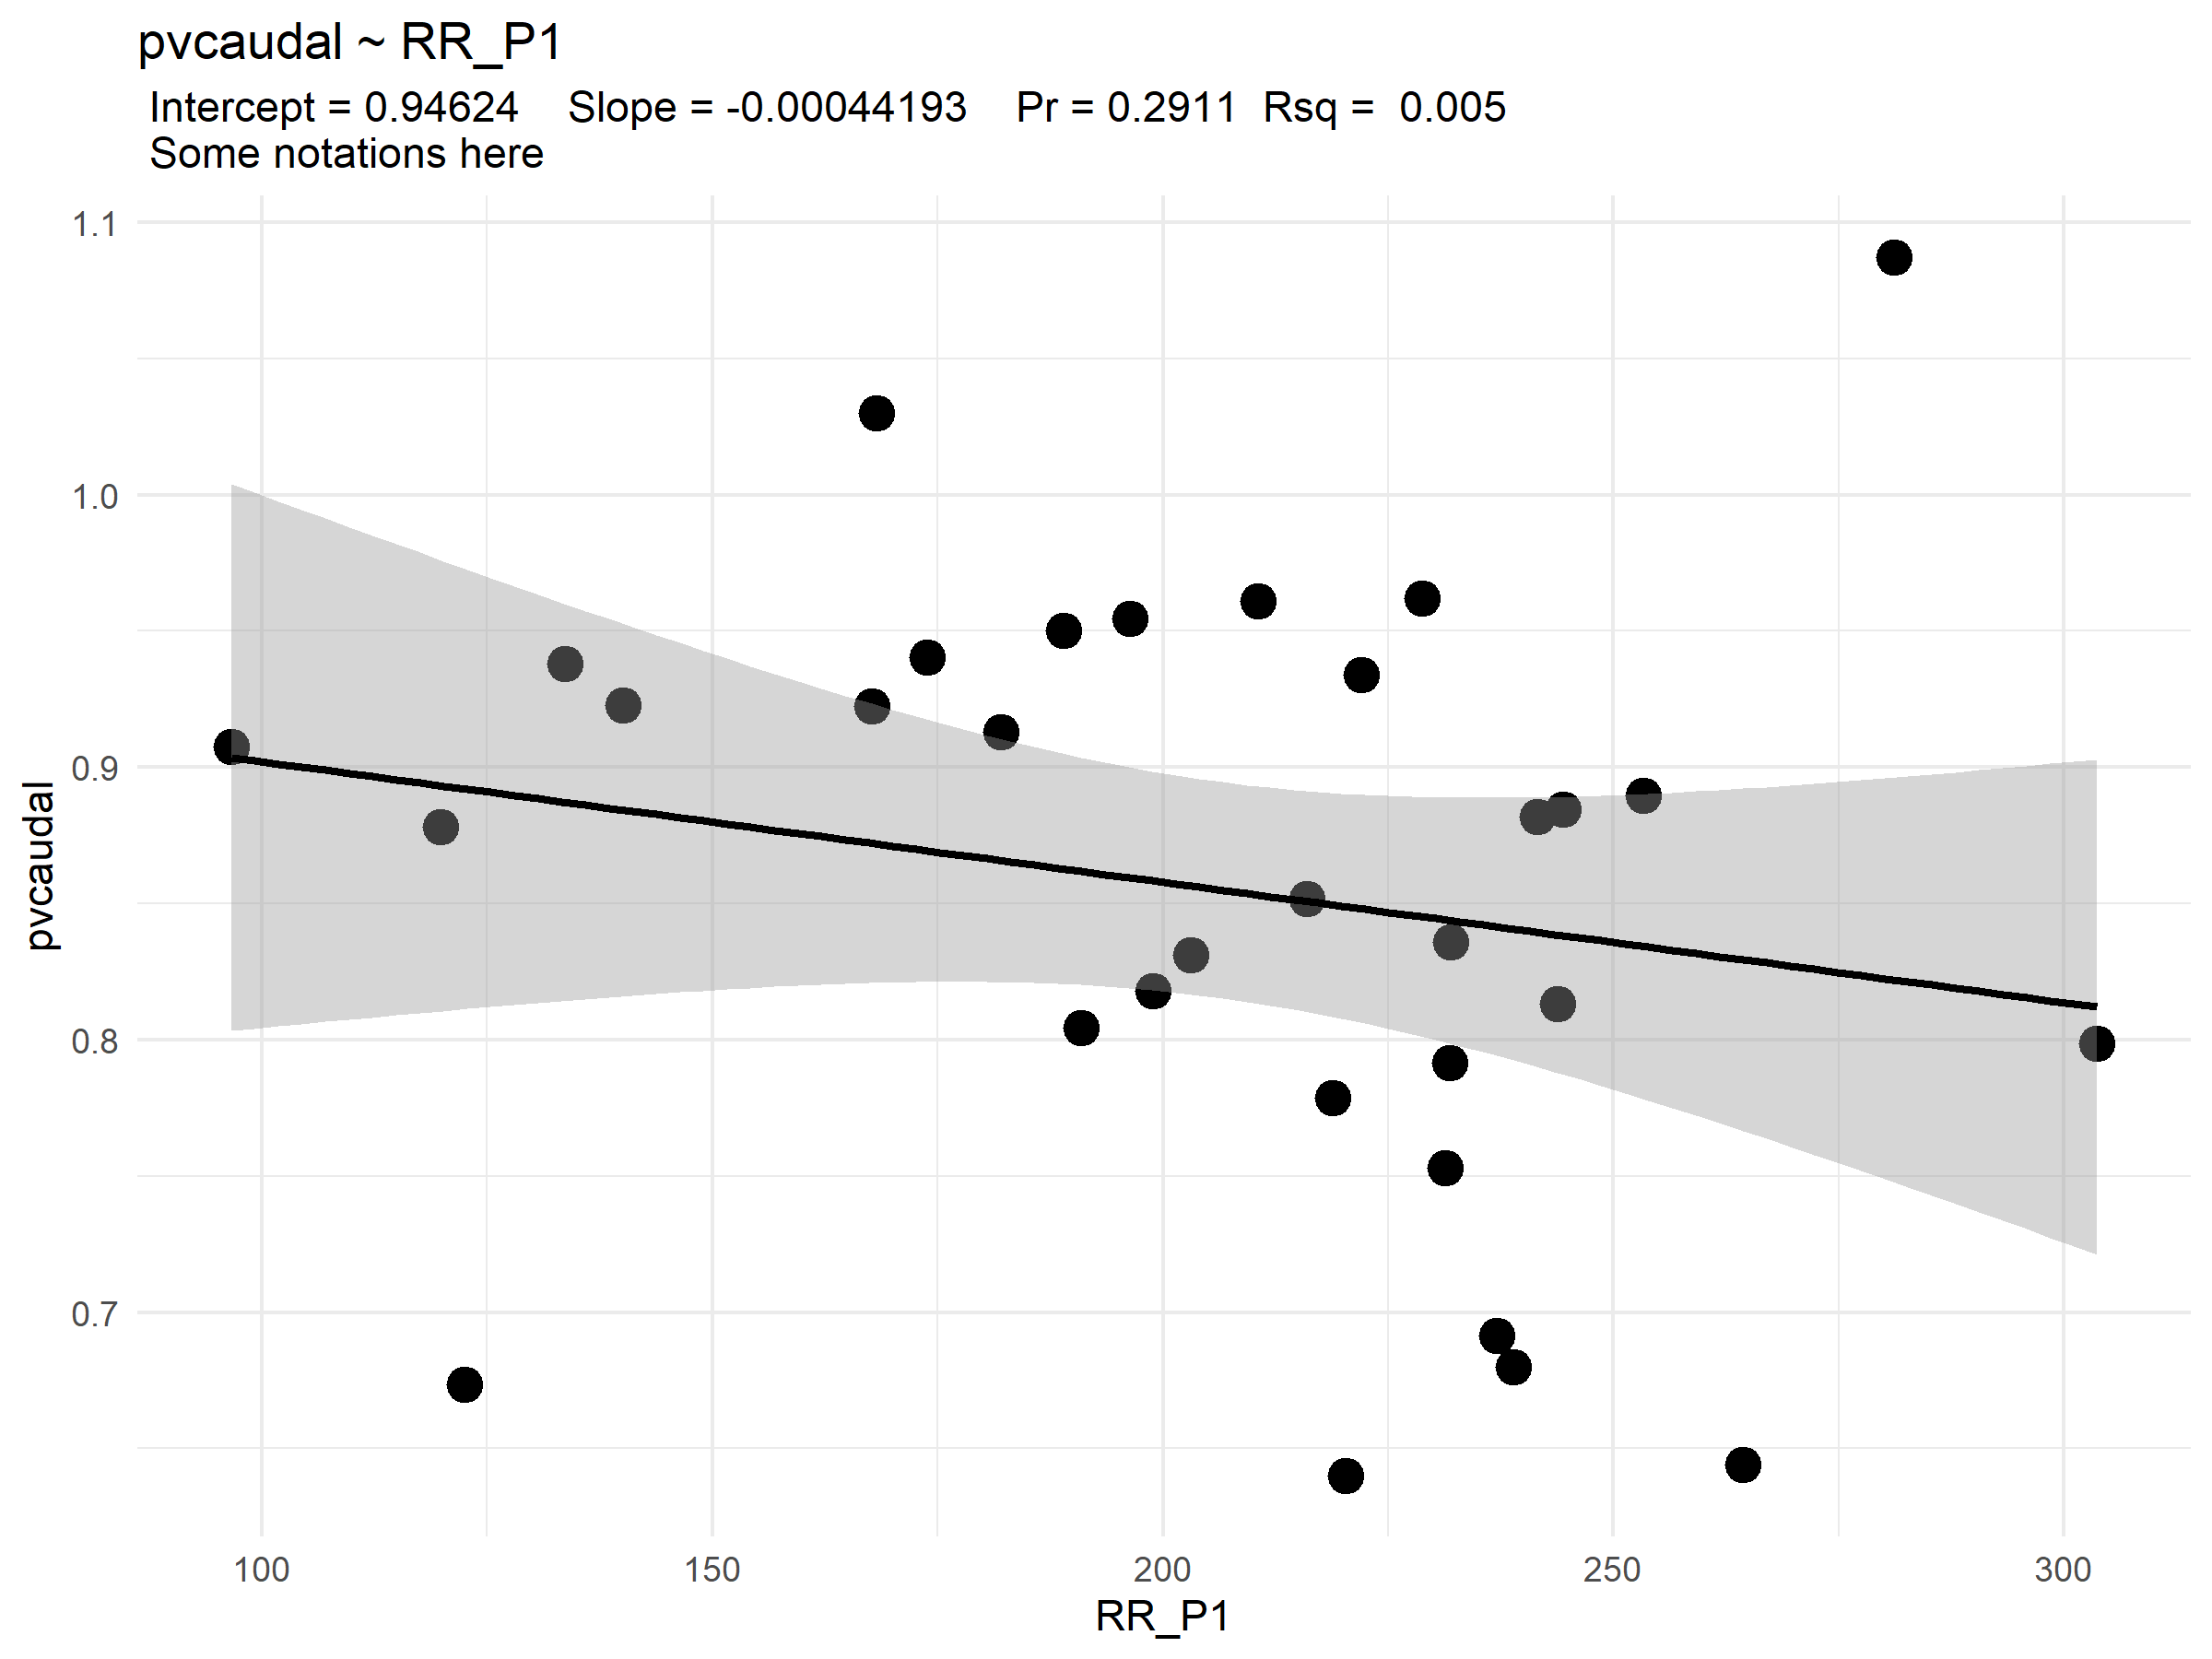 pvcaudal ~ RR_P1
Intercept = 0.94624 Slope = -0.00044193 Pr = 0.2911 Rsq = 0.005
Some notations here
1.1
1.0
0.9
0.8
0.7
pvcaudal
100 150 200 250 300
RR_P1